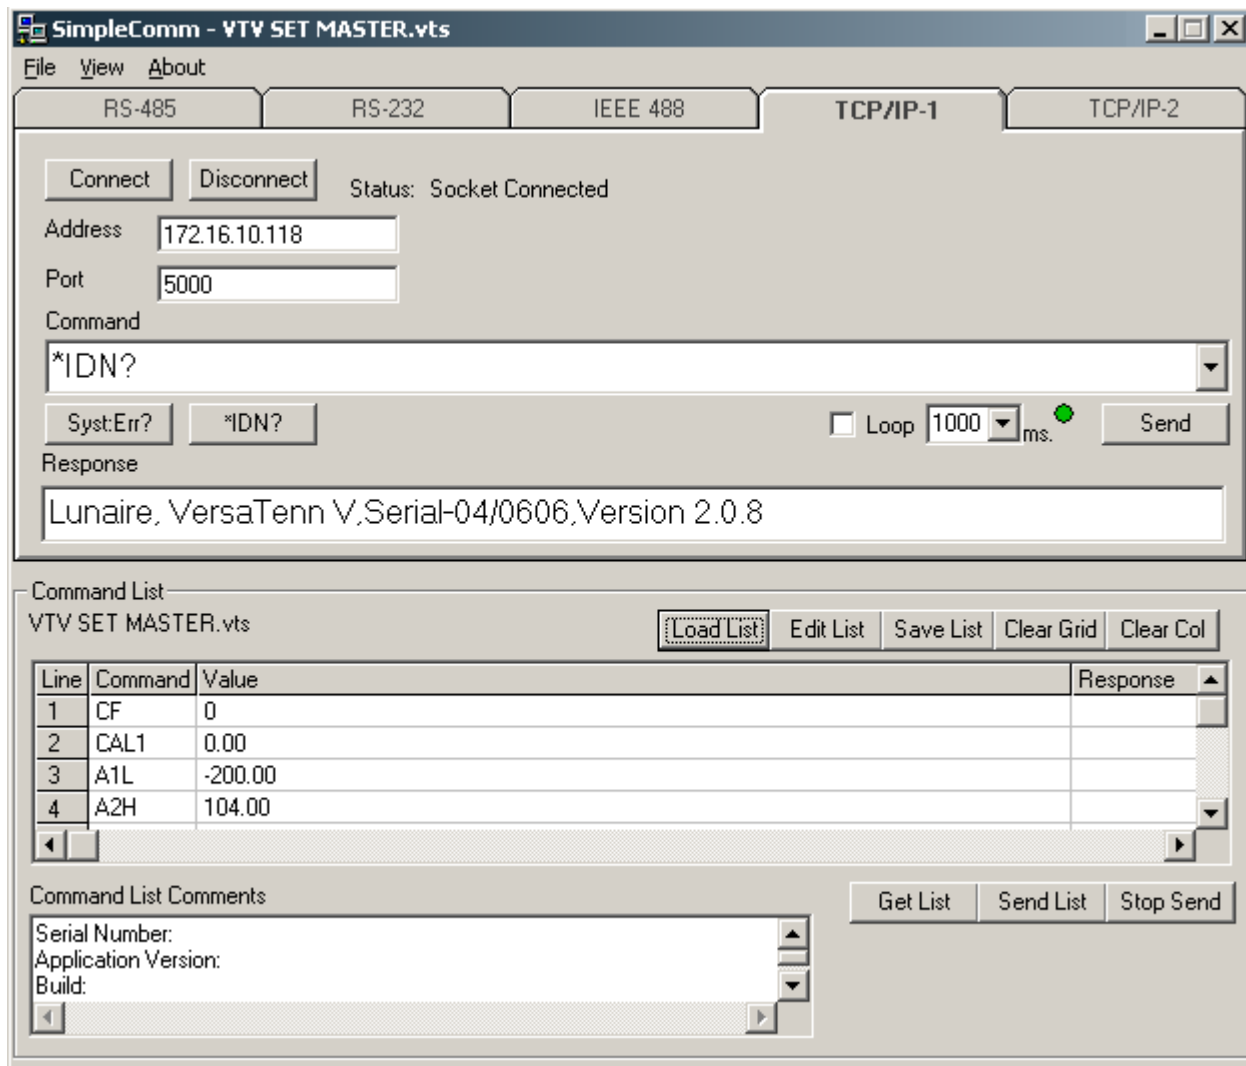 SimpleComm - VTV SET MASTER.vts
File View About
RS-485 RS-232 IEEE 488 TCP/IP-1 TCP/IP-2
Connect Disconnect Status: Socket Connected
Address 172.16.10.118
Port 5000
Command
*IDN?
Syst:Err? *IDN? Loop 1000 ms. Send
Response
Lunaire, VersaTenn V,Serial-04/0606,Version 2.0.8
Command List
VTV SET MASTER.vts Load List Edit List Save List Clear Grid Clear Col
Line Command Value Response
1 CF 0
2 CAL1 0.00
3 A1L -200.00
4 A2H 104.00
Command List Comments Get List Send List Stop Send
Serial Number:
Application Version:
Build: